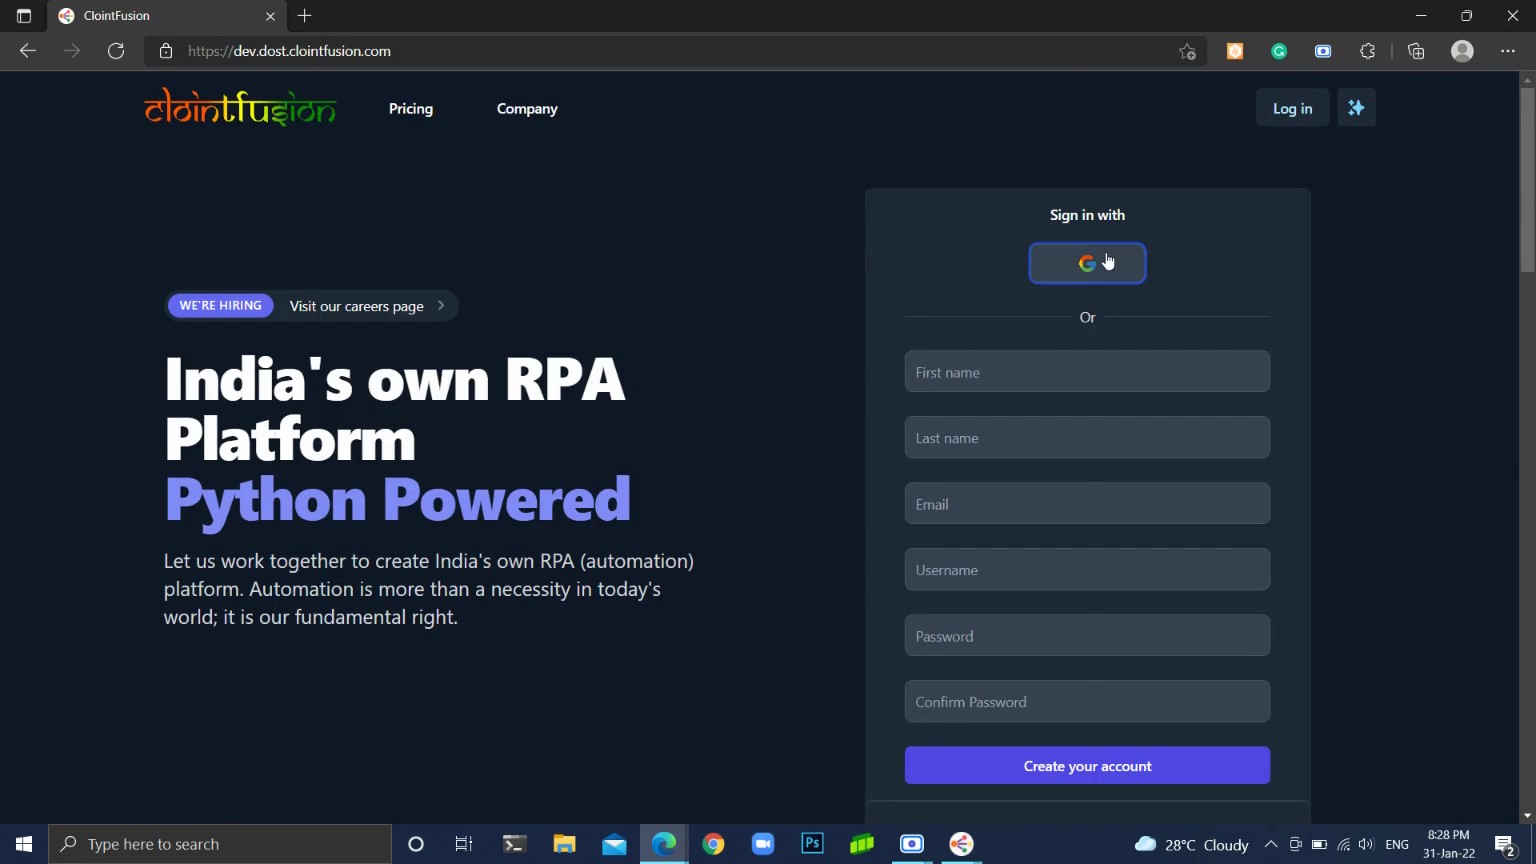 ClointFusion
https://dev.dost.clointfusion.com
clointfusion
Pricing
Company
Log in
Sign in with
Or
First name
Last name
Email
Username
Password
Confirm Password
Create your account
WE'RE HIRING Visit our careers page
India's own RPA
Platform
Python Powered
Let us work together to create India's own RPA (automation)
platform. Automation is more than a necessity in today's
world; it is our fundamental right.
Type here to search
Ps
28°C Cloudy
ENG
8:28 PM
31-Jan-22
2